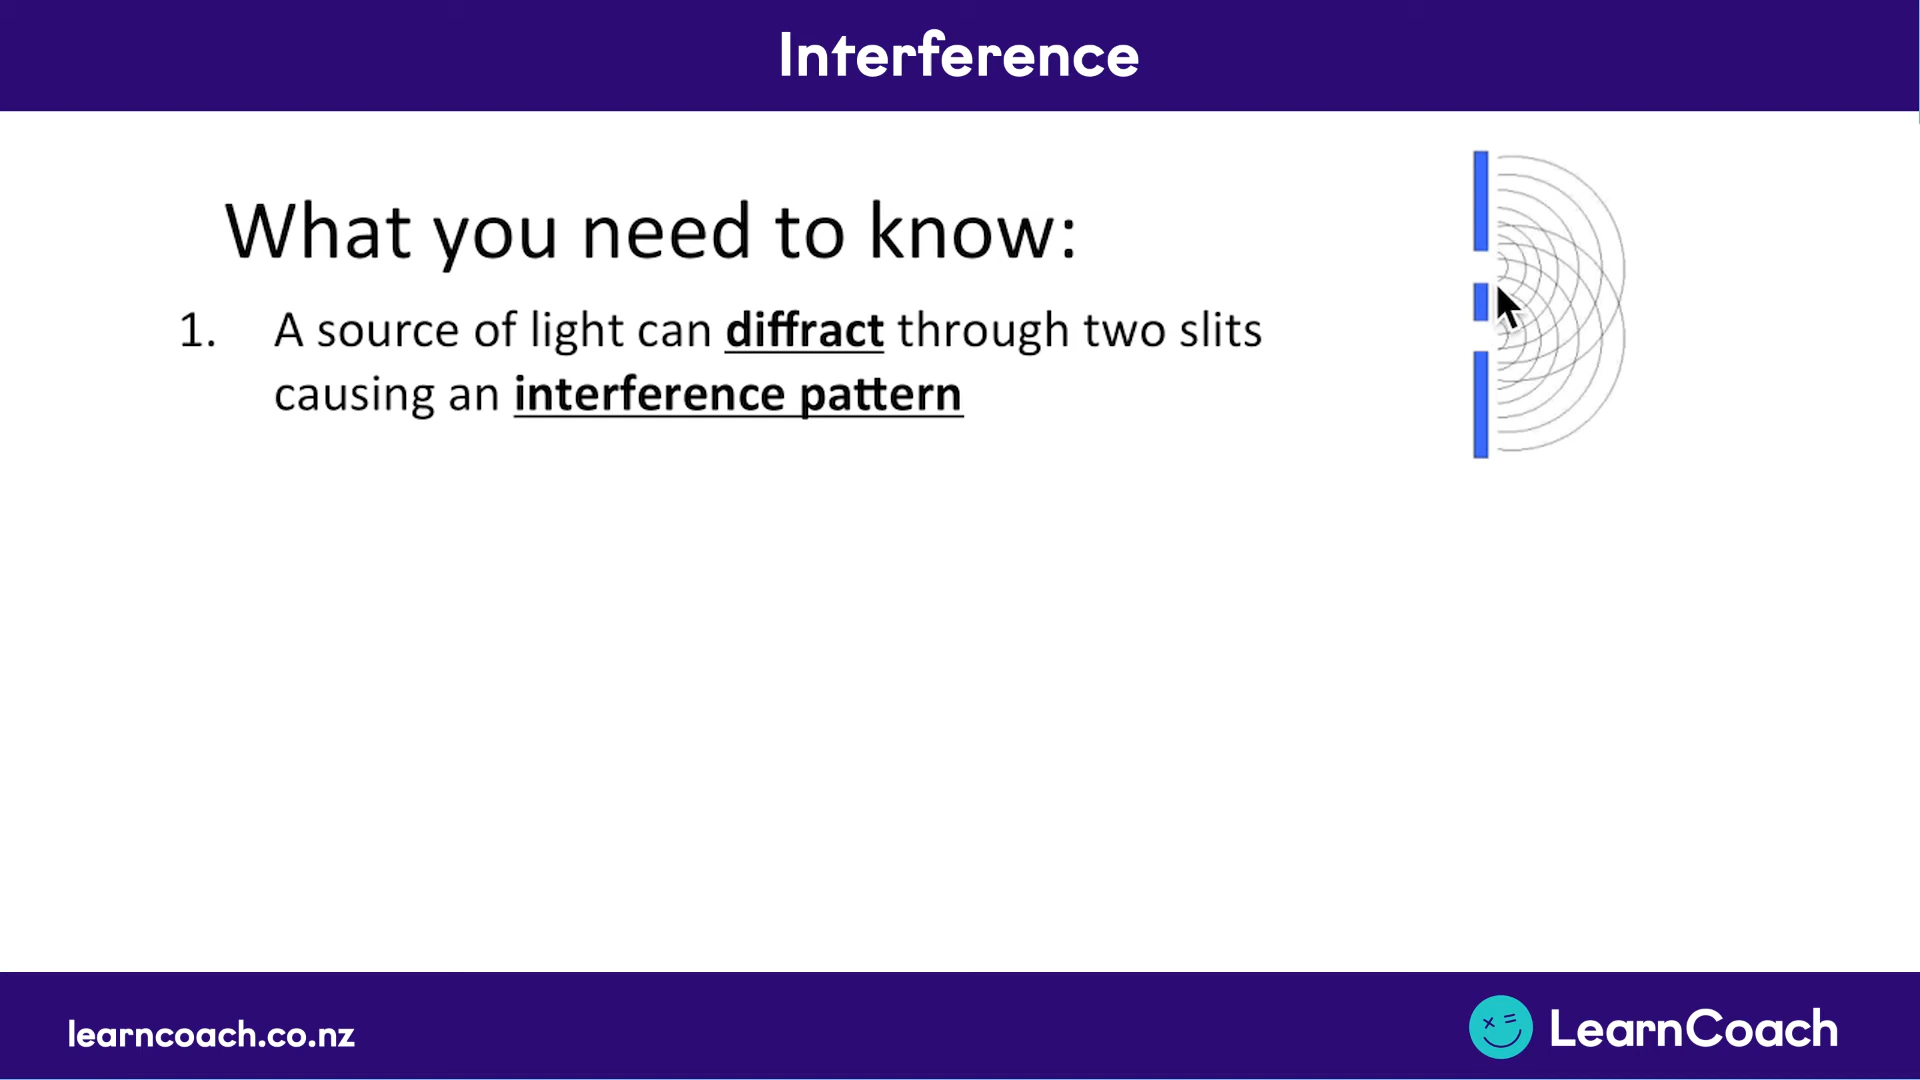 Interference
What you need to know:
1. A source of light can diffract through two slits
causing an interference pattern
learncoach.co.nz
LearnCoach